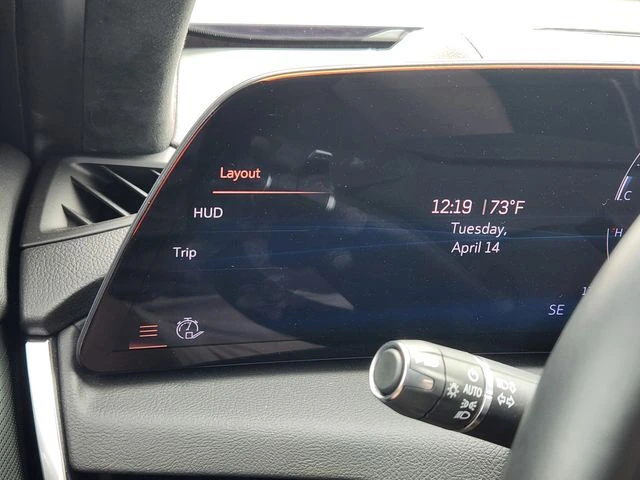 Layout
HUD
12:19 | 73°F
Tuesday,
April 14
Trip
C
H
SE
AUTO